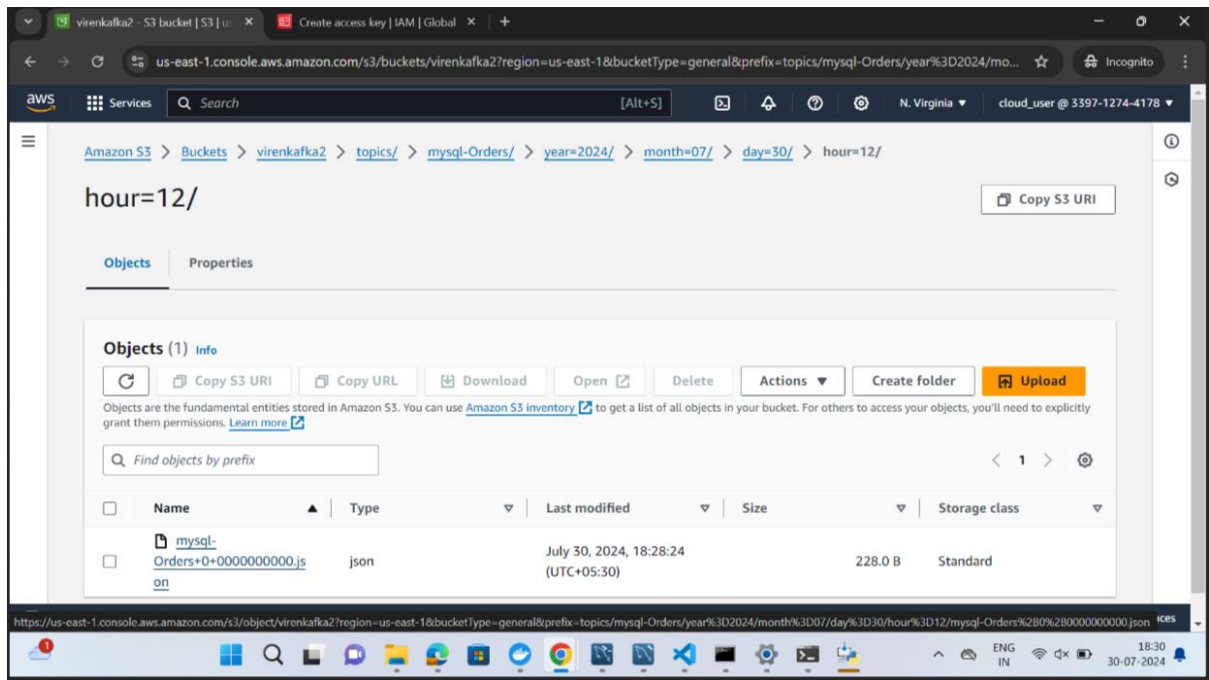 virenkafka2 - S3 bucket | S3 | u
Create access key | IAM | Global
us-east-1.console.aws.amazon.com/s3/buckets/virenkafka2?region=us-east-1&bucketType=general&prefix=topics/mysql-Orders/year%3D2024/mo...
Incognito
aws
Services
Search
[Alt+S]
N. Virginia
cloud_user @ 3397-1274-4178
Amazon S3 > Buckets > virenkafka2 > topics/ > mysql-Orders/ > year=2024/ > month=07/ > day=30/ > hour=12/
hour=12/
Copy S3 URI
Objects
Properties
Objects (1) Info
Copy S3 URI
Copy URL
Download
Open
Delete
Actions
Create folder
Upload
Objects are the fundamental entities stored in Amazon S3. You can use Amazon S3 inventory to get a list of all objects in your bucket. For others to access your objects, you'll need to explicitly
grant them permissions. Learn more
Find objects by prefix
< 1 >
Name
Type
Last modified
Size
Storage class
mysql-
Orders+0+0000000000.js
on
json
July 30, 2024, 18:28:24
(UTC+05:30)
228.0 B
Standard
https://us-east-1.console.aws.amazon.com/s3/object/virenkafka2?region=us-east-1&bucketType=general&prefix=topics/mysql-Orders/year%3D2024/month%3D07/day%3D30/hour%3D12/mysql-Orders%2B0%2B0000000000.json
ices
1
ENG
IN
18:30
30-07-2024